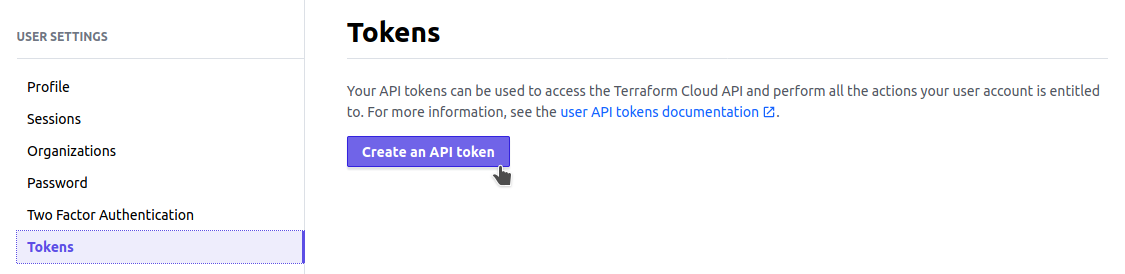 USER SETTINGS
Profile
Sessions
Organizations
Password
Two Factor Authentication
Tokens
Tokens
Your API tokens can be used to access the Terraform Cloud API and perform all the actions your user account is entitled
to. For more information, see the user API tokens documentation.
Create an API token